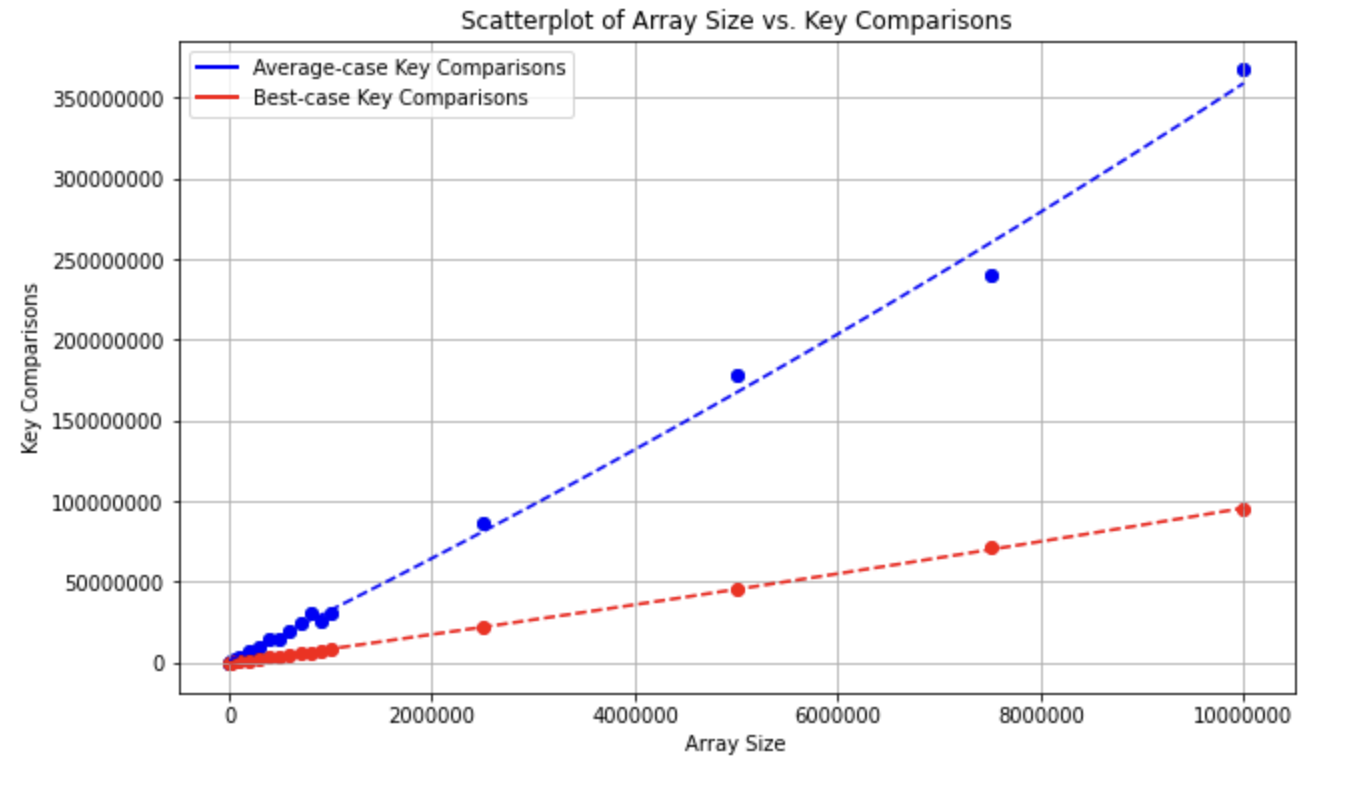 Scatterplot of Array Size vs. Key Comparisons
Average-case Key Comparisons
Best-case Key Comparisons
350000000
300000000
250000000
200000000
150000000
100000000
50000000
0
Key Comparisons
0 2000000 4000000 6000000 8000000 10000000
Array Size